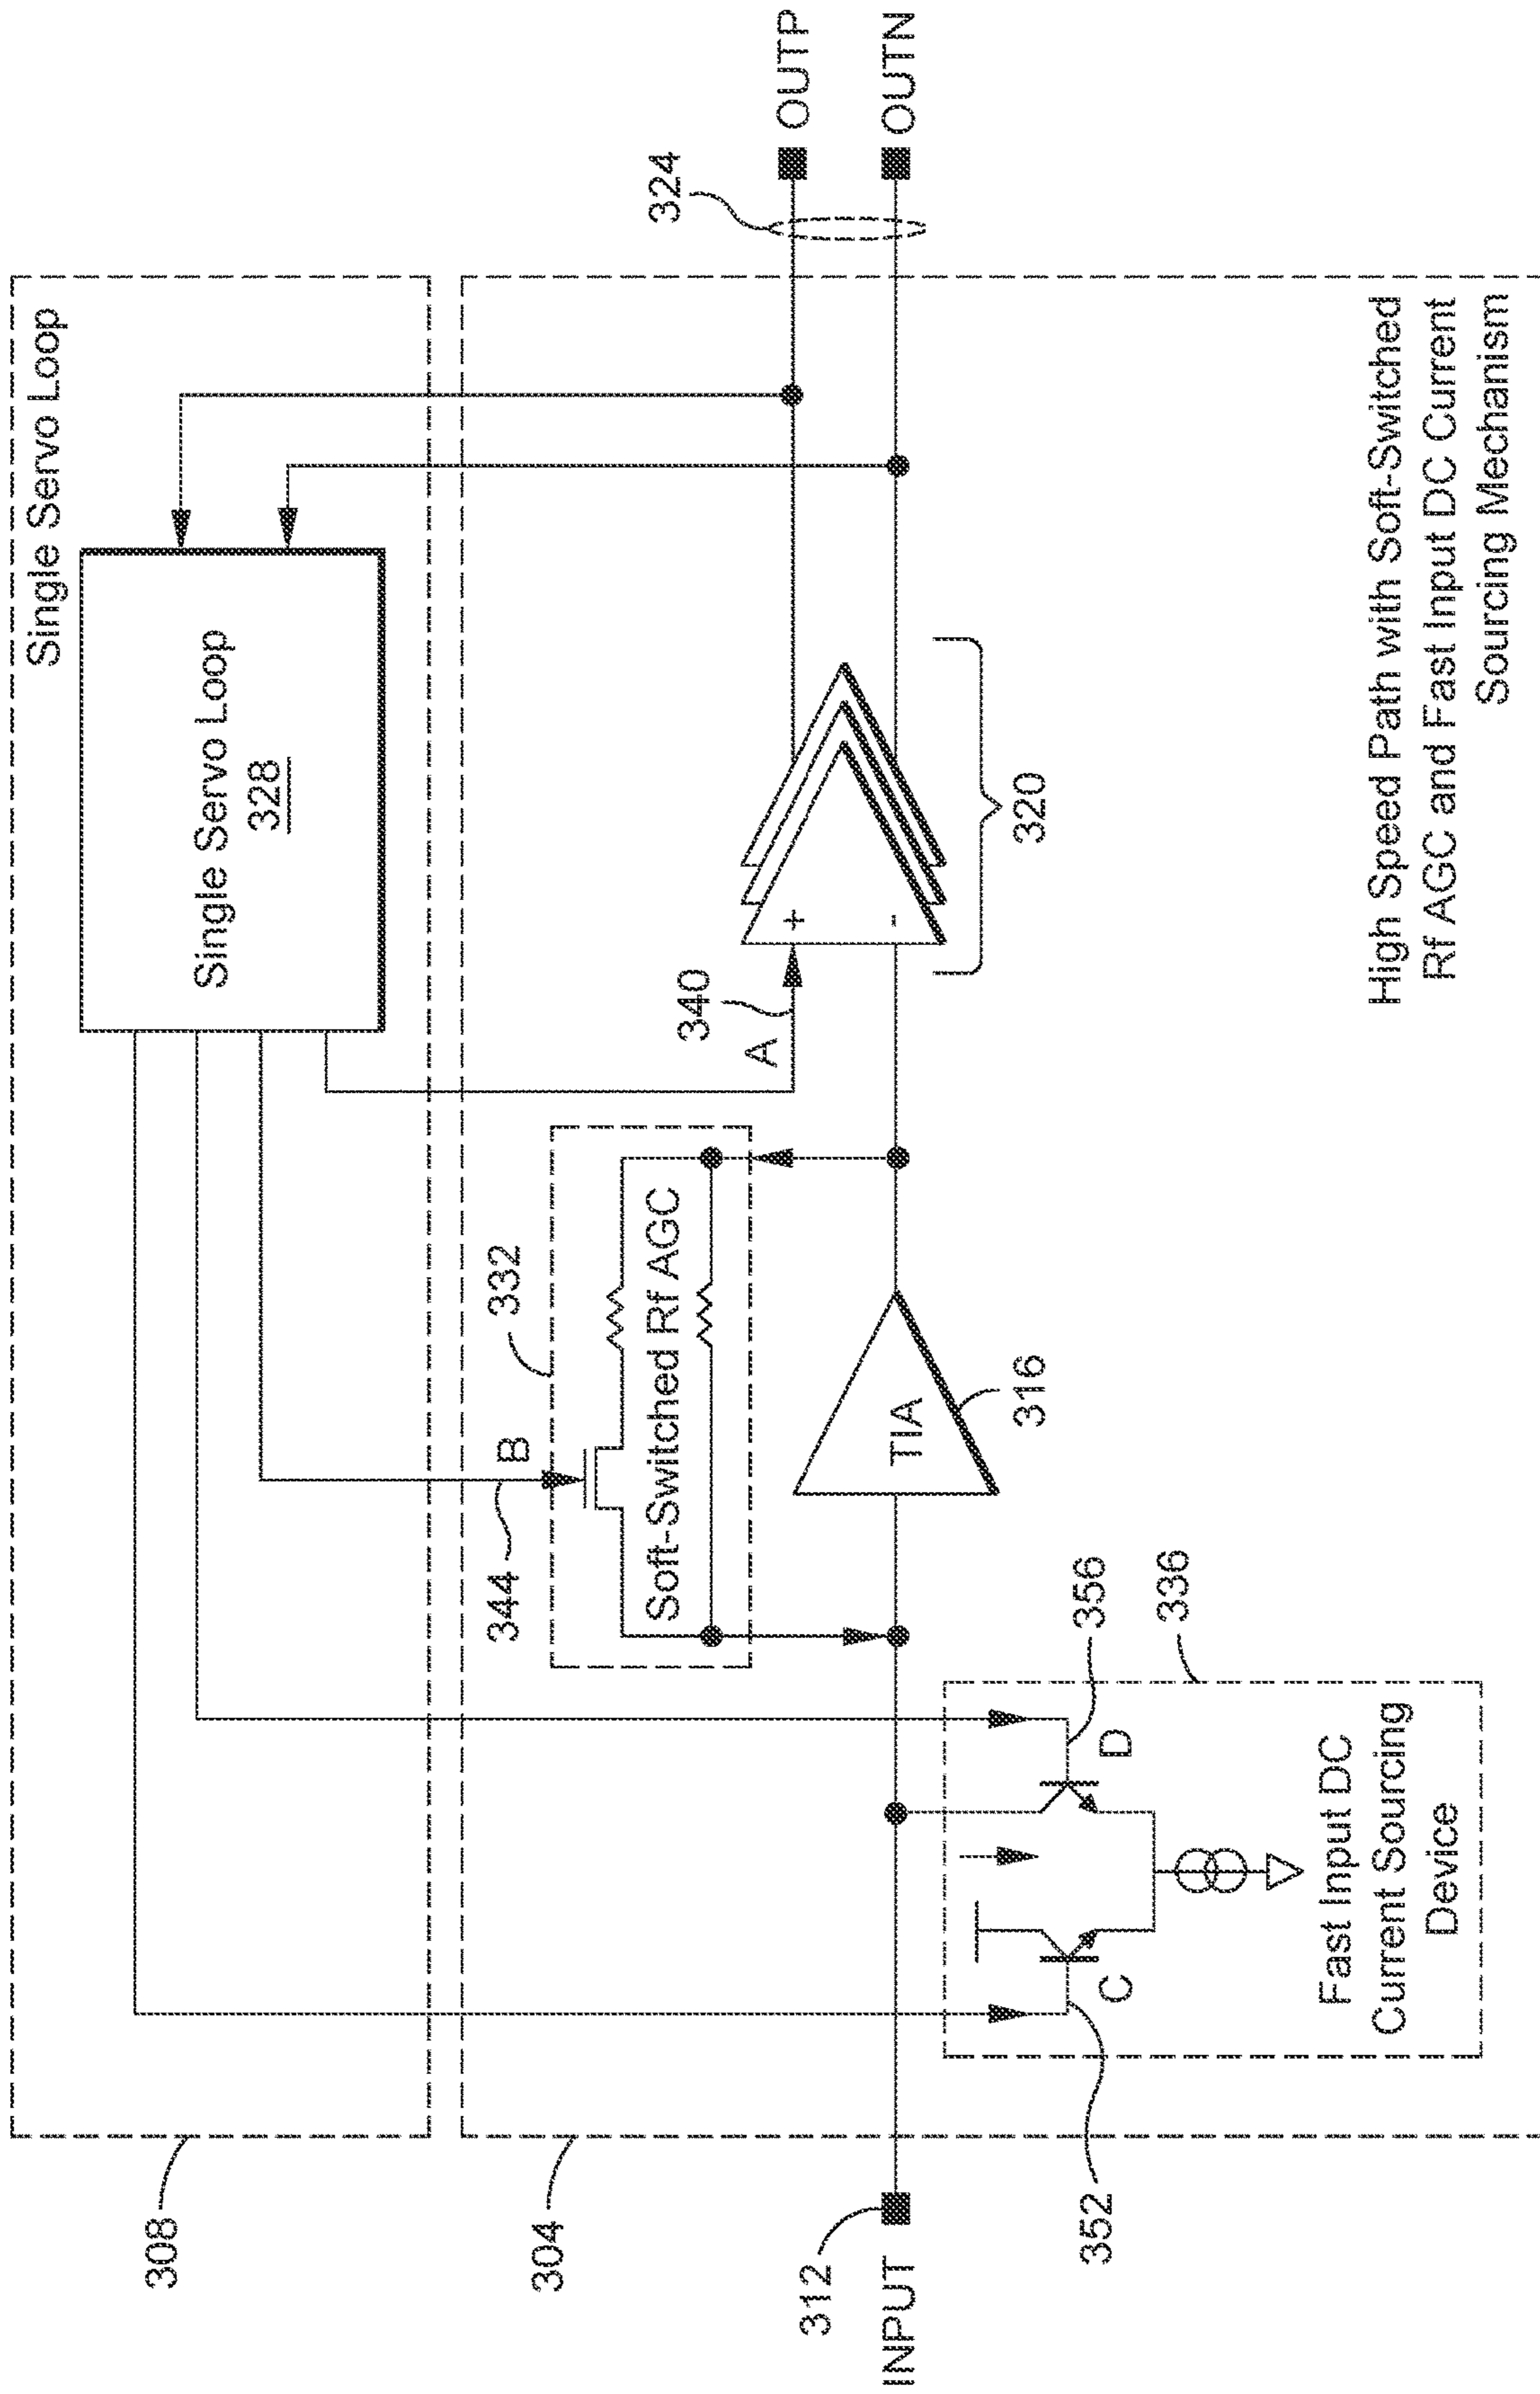 308
Single Servo Loop
Single Servo Loop
328
304
332
344
B
Soft-Switched Rf AGC
340
A
324
OUTP
OUTN
312
INPUT
TIA
316
+
-
320
352
C
D
356
336
Fast Input DC
Current Sourcing
Device
High Speed Path with Soft-Switched
Rf AGC and Fast Input DC Current
Sourcing Mechanism